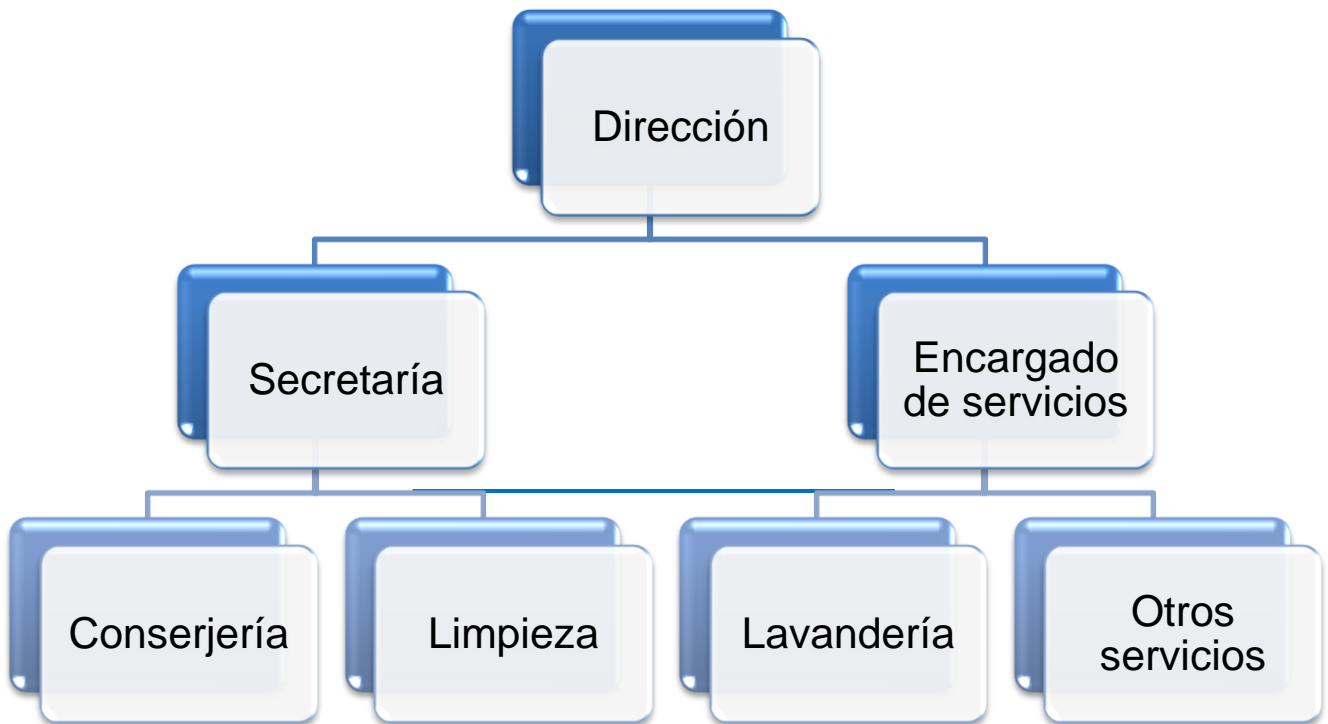 Dirección
Secretaría
Encargado
de servicios
Conserjería
Limpieza
Lavandería
Otros
servicios